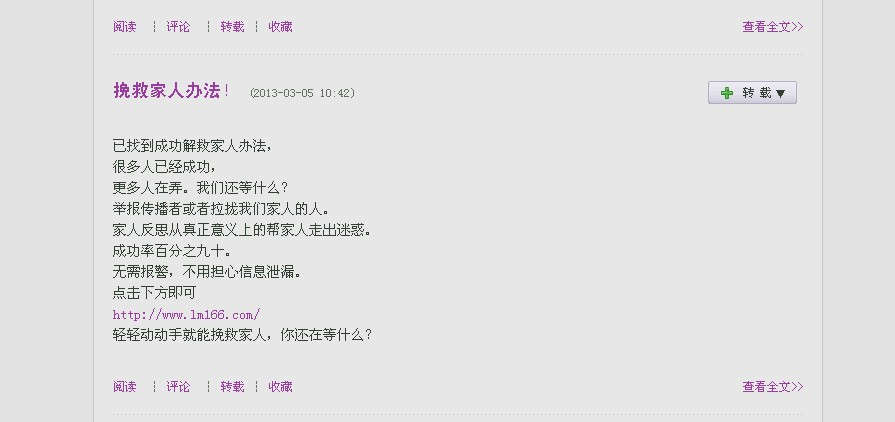 阅读 ┆ 评论 ┆ 转载 ┆ 收藏 查看全文>>
挽救家人办法! (2013-03-05 10:42) 转载▼
已找到成功解救家人办法，
很多人已经成功，
更多人在弄。我们还等什么?
举报传播者或者拉拢我们家人的人。
家人反思从真正意义上的帮家人走出迷惑。
成功率百分之九十。
无需报警，不用担心信息泄漏。
点击下方即可
http://www.lm166.com/
轻轻动动手就能挽救家人，你还在等什么?
阅读 ┆ 评论 ┆ 转载 ┆ 收藏 查看全文>>